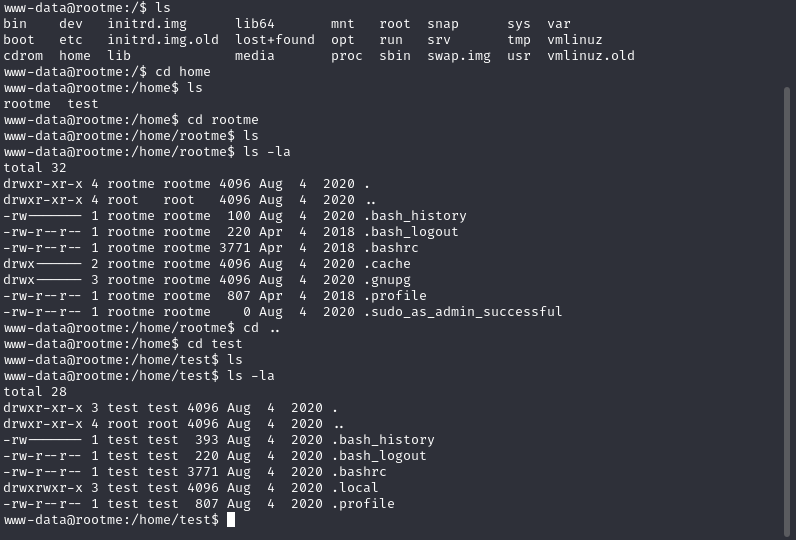 www-data@rootme:/$ ls
bin    dev   initrd.img      lib64       mnt   root  snap      sys  var
boot   etc   initrd.img.old  lost+found  opt   run   srv       tmp  vmlinuz
cdrom  home  lib             media       proc  sbin  swap.img  usr  vmlinuz.old
www-data@rootme:/$ cd home
www-data@rootme:/home$ ls
rootme  test
www-data@rootme:/home$ cd rootme
www-data@rootme:/home/rootme$ ls
www-data@rootme:/home/rootme$ ls -la
total 32
drwxr-xr-x 4 rootme rootme 4096 Aug  4  2020 .
drwxr-xr-x 4 root   root   4096 Aug  4  2020 ..
-rw------- 1 rootme rootme  100 Aug  4  2020 .bash_history
-rw-r--r-- 1 rootme rootme  220 Apr  4  2018 .bash_logout
-rw-r--r-- 1 rootme rootme 3771 Apr  4  2018 .bashrc
drwx------ 2 rootme rootme 4096 Aug  4  2020 .cache
drwx------ 3 rootme rootme 4096 Aug  4  2020 .gnupg
-rw-r--r-- 1 rootme rootme  807 Apr  4  2018 .profile
-rw-r--r-- 1 rootme rootme    0 Aug  4  2020 .sudo_as_admin_successful
www-data@rootme:/home/rootme$ cd ..
www-data@rootme:/home$ cd test
www-data@rootme:/home/test$ ls
www-data@rootme:/home/test$ ls -la
total 28
drwxr-xr-x 3 test test 4096 Aug  4  2020 .
drwxr-xr-x 4 root root 4096 Aug  4  2020 ..
-rw------- 1 test test  393 Aug  4  2020 .bash_history
-rw-r--r-- 1 test test  220 Aug  4  2020 .bash_logout
-rw-r--r-- 1 test test 3771 Aug  4  2020 .bashrc
drwxrwxr-x 3 test test 4096 Aug  4  2020 .local
-rw-r--r-- 1 test test  807 Aug  4  2020 .profile
www-data@rootme:/home/test$